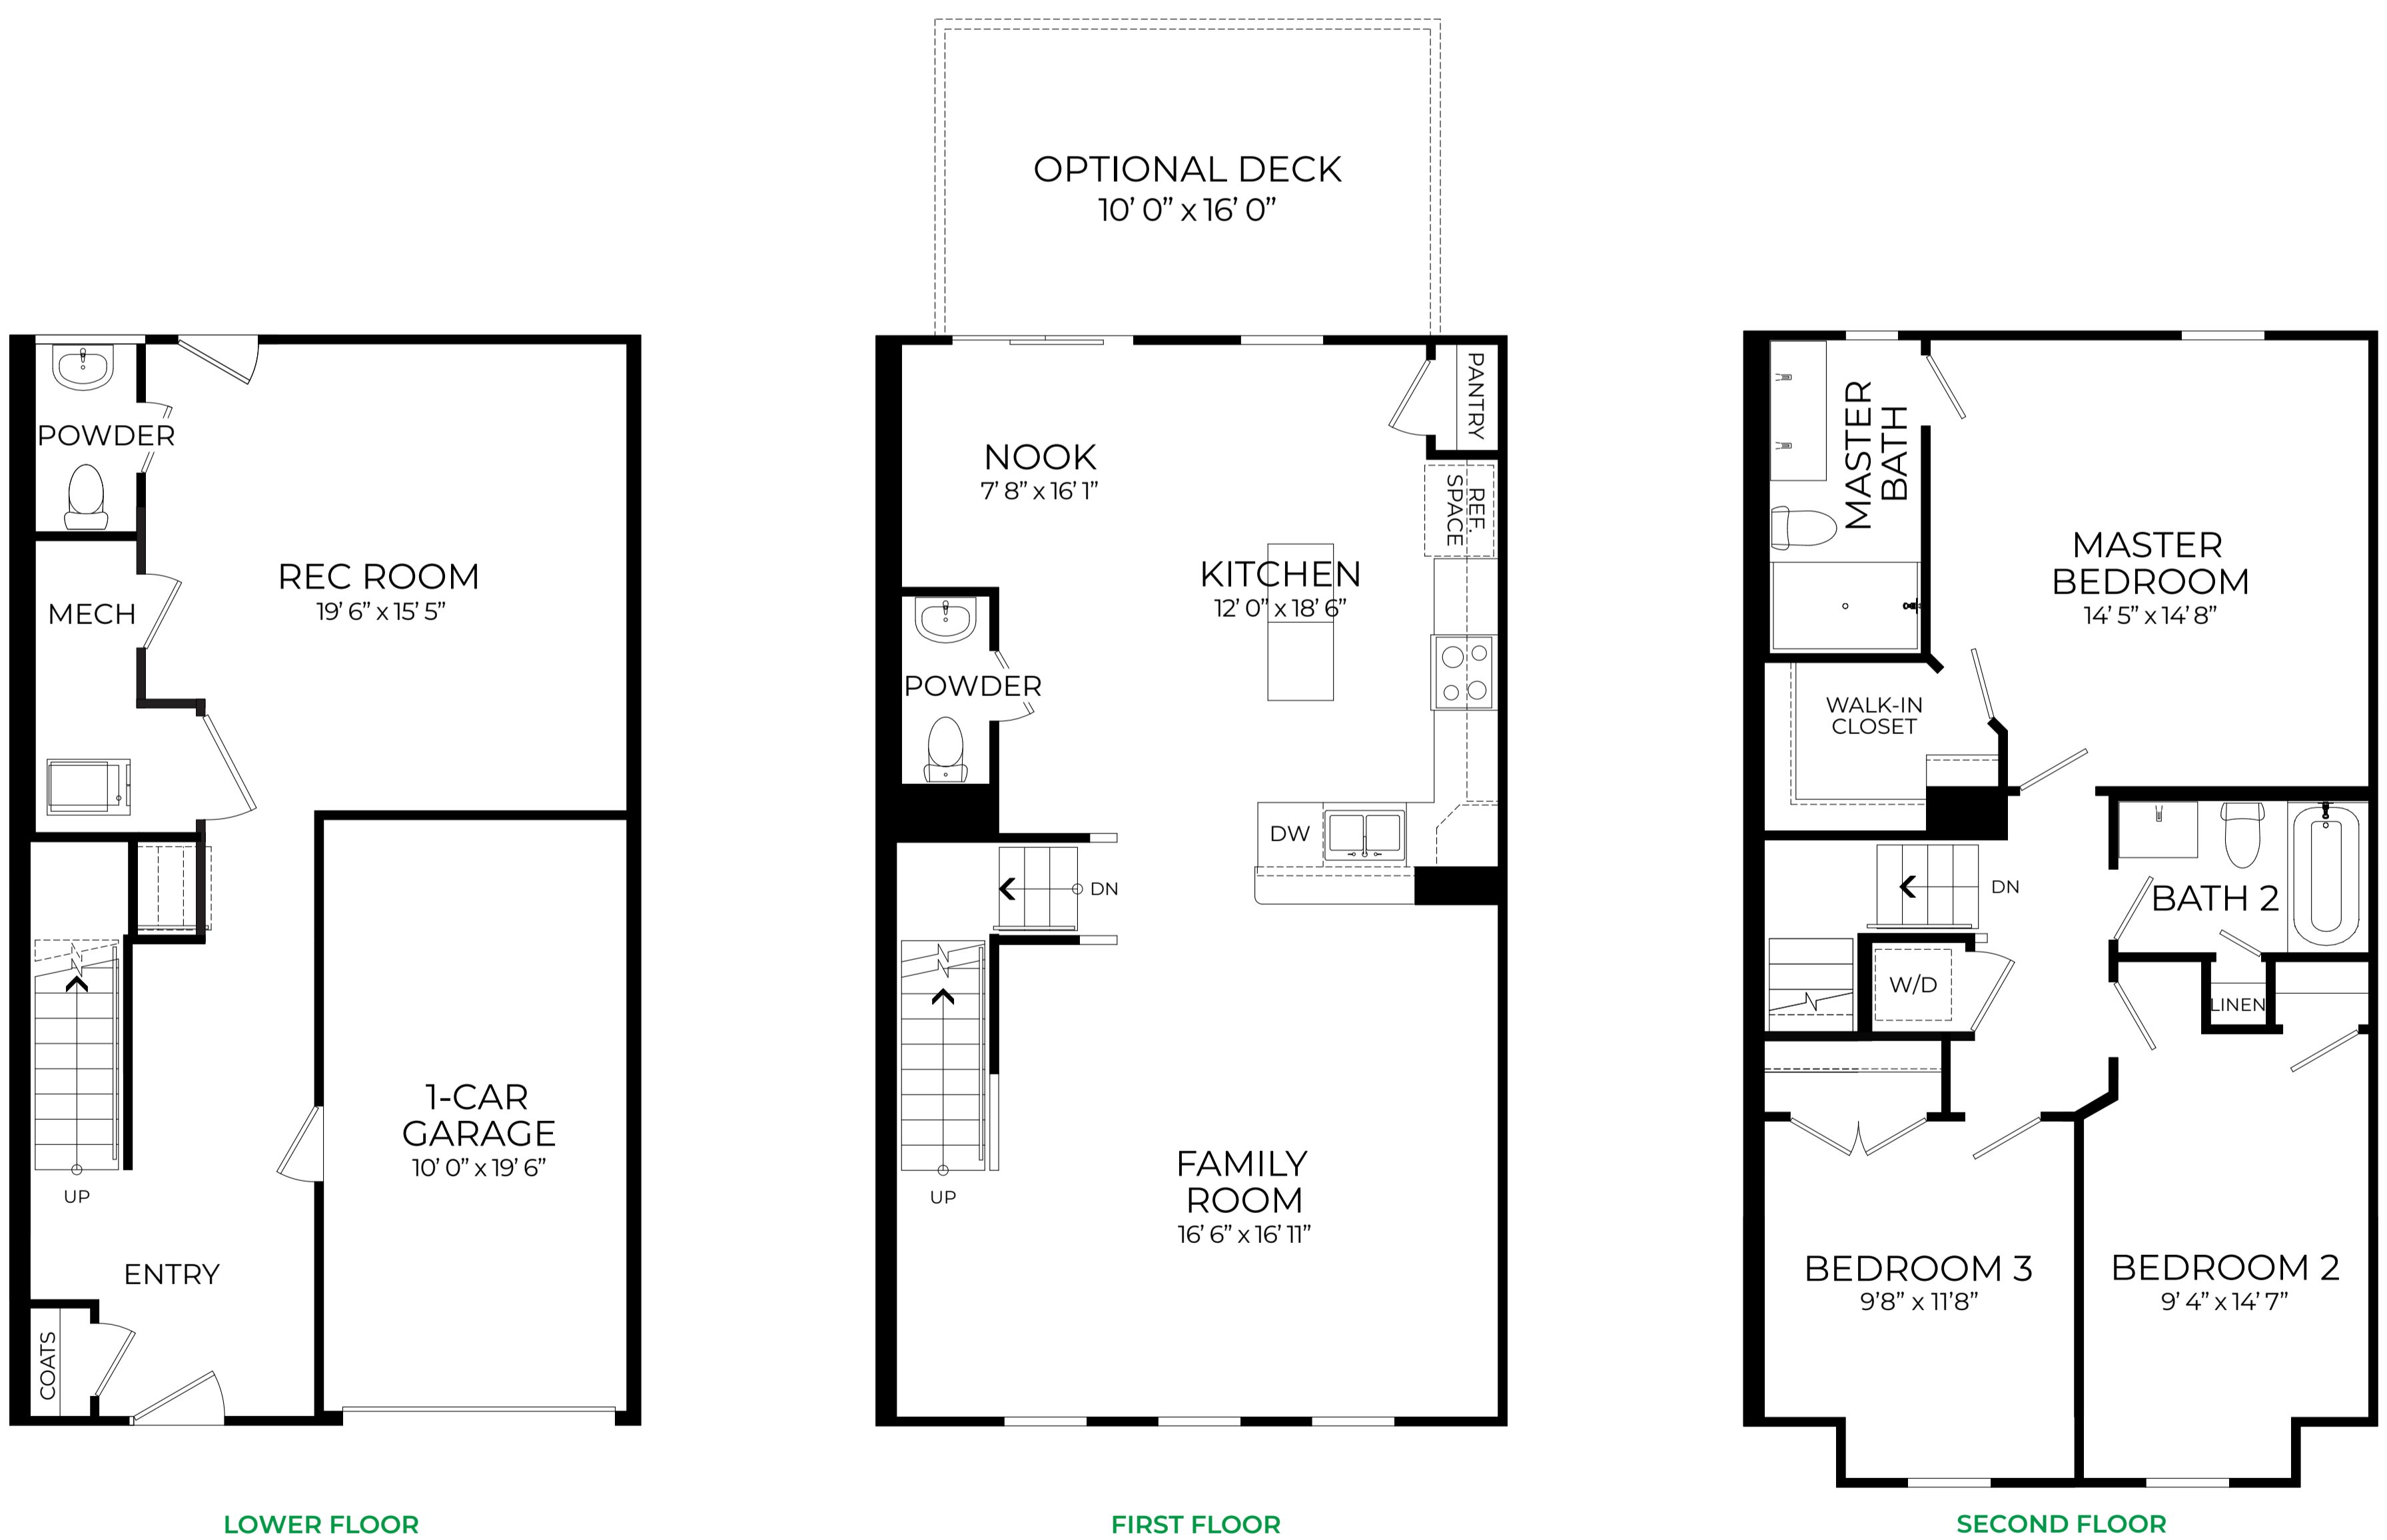 POWDER
MECH
REC ROOM
19' 6" x 15' 5"
1-CAR
GARAGE
10' 0" x 19' 6"
UP
ENTRY
COATS
LOWER FLOOR
OPTIONAL DECK
10' 0" x 16' 0"
PANTRY
NOOK
7' 8" x 16' 1"
REF.
SPACE
KITCHEN
12' 0" x 18' 6"
POWDER
DW
DN
UP
FAMILY
ROOM
16' 6" x 16' 11"
FIRST FLOOR
MASTER
BATH
MASTER
BEDROOM
14' 5" x 14' 8"
WALK-IN
CLOSET
DN
BATH 2
W/D
LINEN
BEDROOM 3
9'8" x 11'8"
BEDROOM 2
9' 4" x 14' 7"
SECOND FLOOR